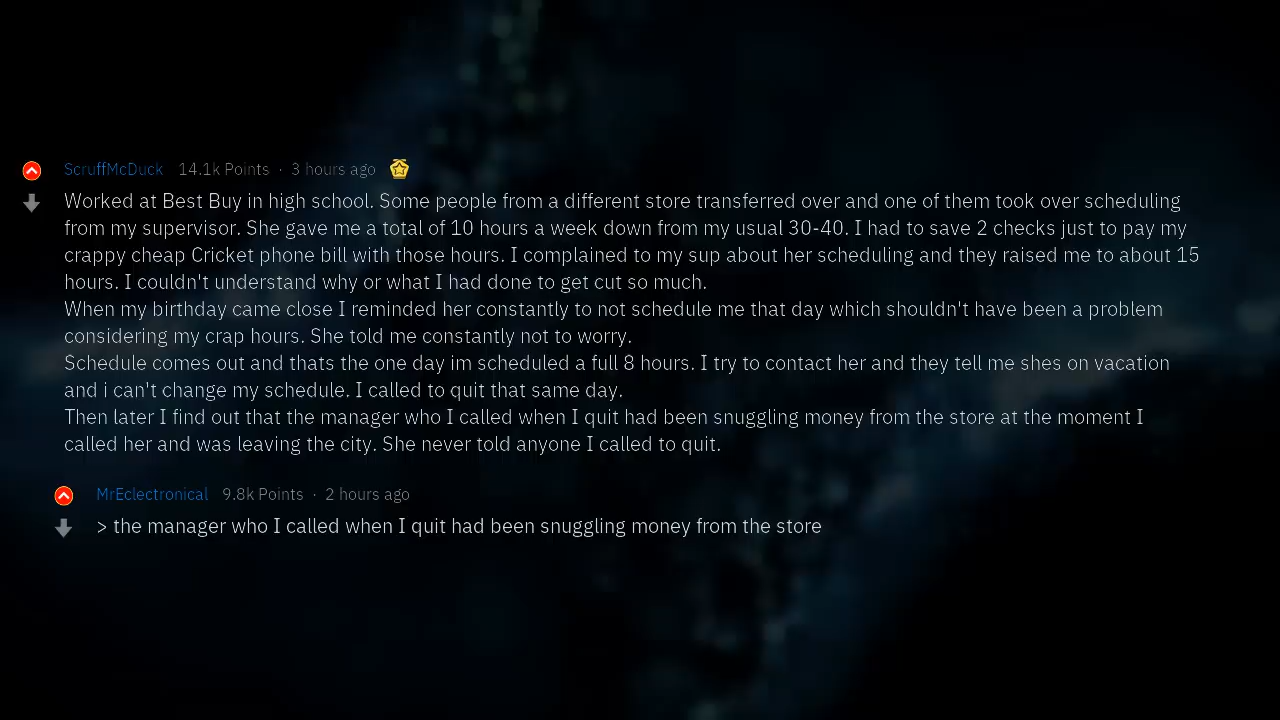 ScruffMcDuck 14.1k Points · 3 hours ago
Worked at Best Buy in high school. Some people from a different store transferred over and one of them took over scheduling
from my supervisor. She gave me a total of 10 hours a week down from my usual 30-40. I had to save 2 checks just to pay my
crappy cheap Cricket phone bill with those hours. I complained to my sup about her scheduling and they raised me to about 15
hours. I couldn't understand why or what I had done to get cut so much.
When my birthday came close I reminded her constantly to not schedule me that day which shouldn't have been a problem
considering my crap hours. She told me constantly not to worry.
Schedule comes out and thats the one day im scheduled a full 8 hours. I try to contact her and they tell me shes on vacation
and i can't change my schedule. I called to quit that same day.
Then later I find out that the manager who I called when I quit had been snuggling money from the store at the moment I
called her and was leaving the city. She never told anyone I called to quit.
MrEclectronical 9.8k Points · 2 hours ago
> the manager who I called when I quit had been snuggling money from the store